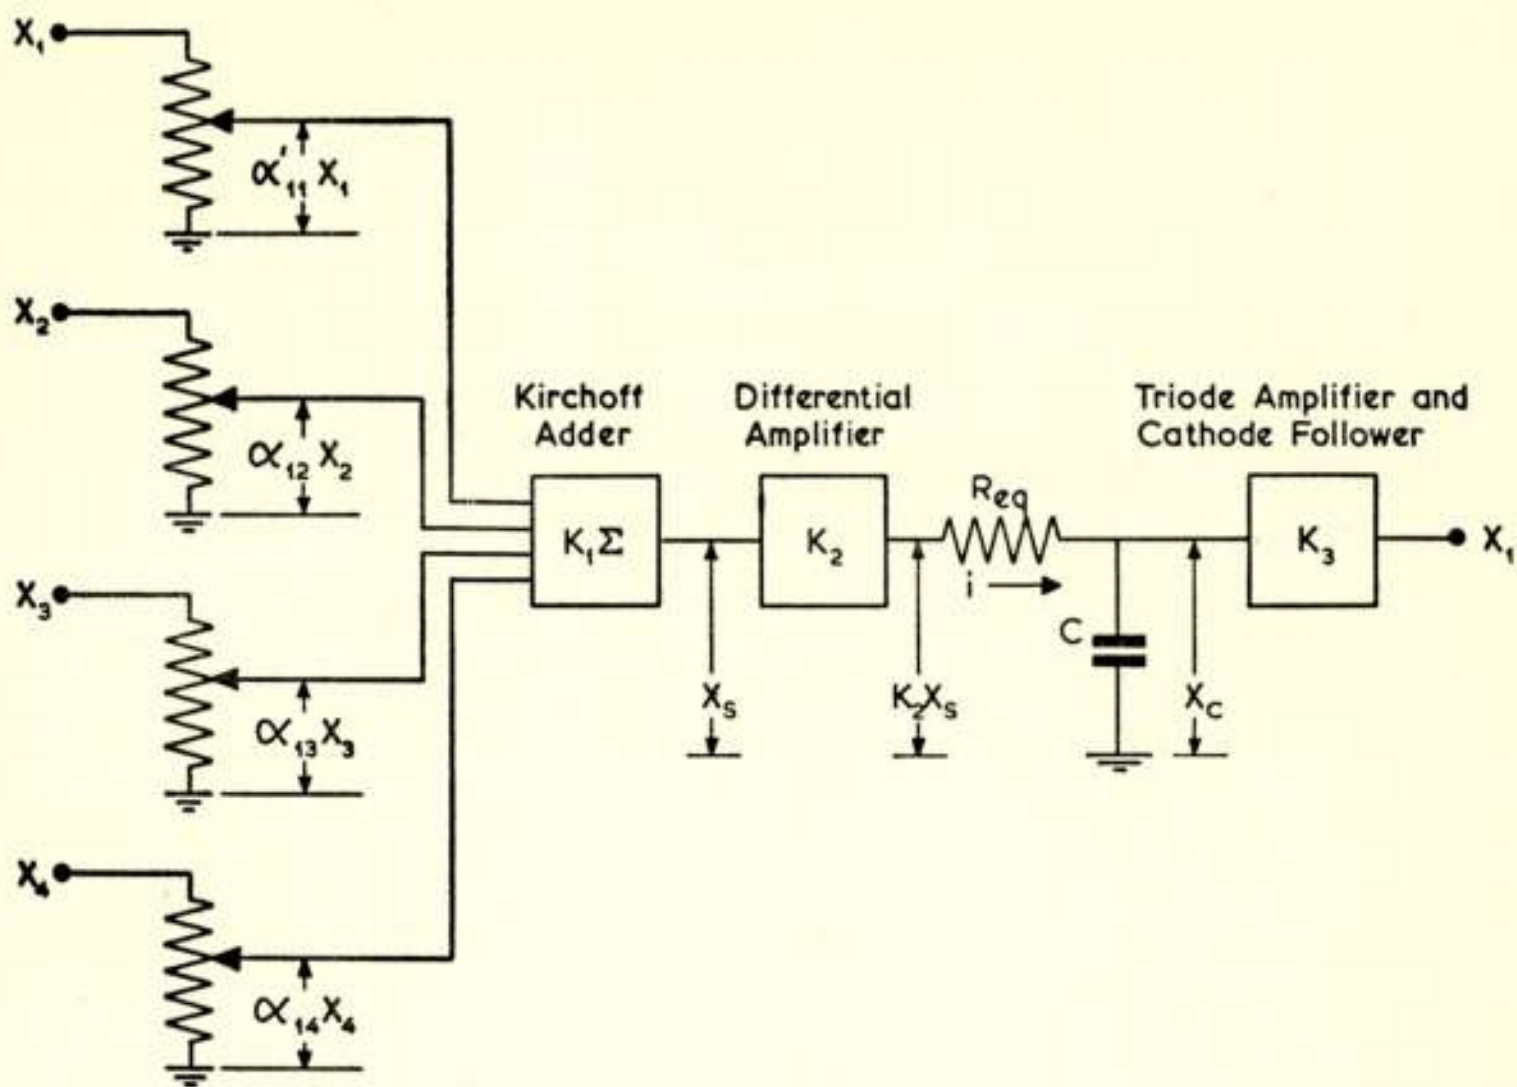 X₁
α'₁₁ X₁
X₂
α₁₂ X₂
Kirchoff
Adder
Differential
Amplifier
Triode Amplifier and
Cathode Follower
K₁Σ
K₂
Req
i
C
K₃
X₁
X₃
α₁₃ X₃
Xs
K₂Xs
Xc
X₄
α₁₄ X₄